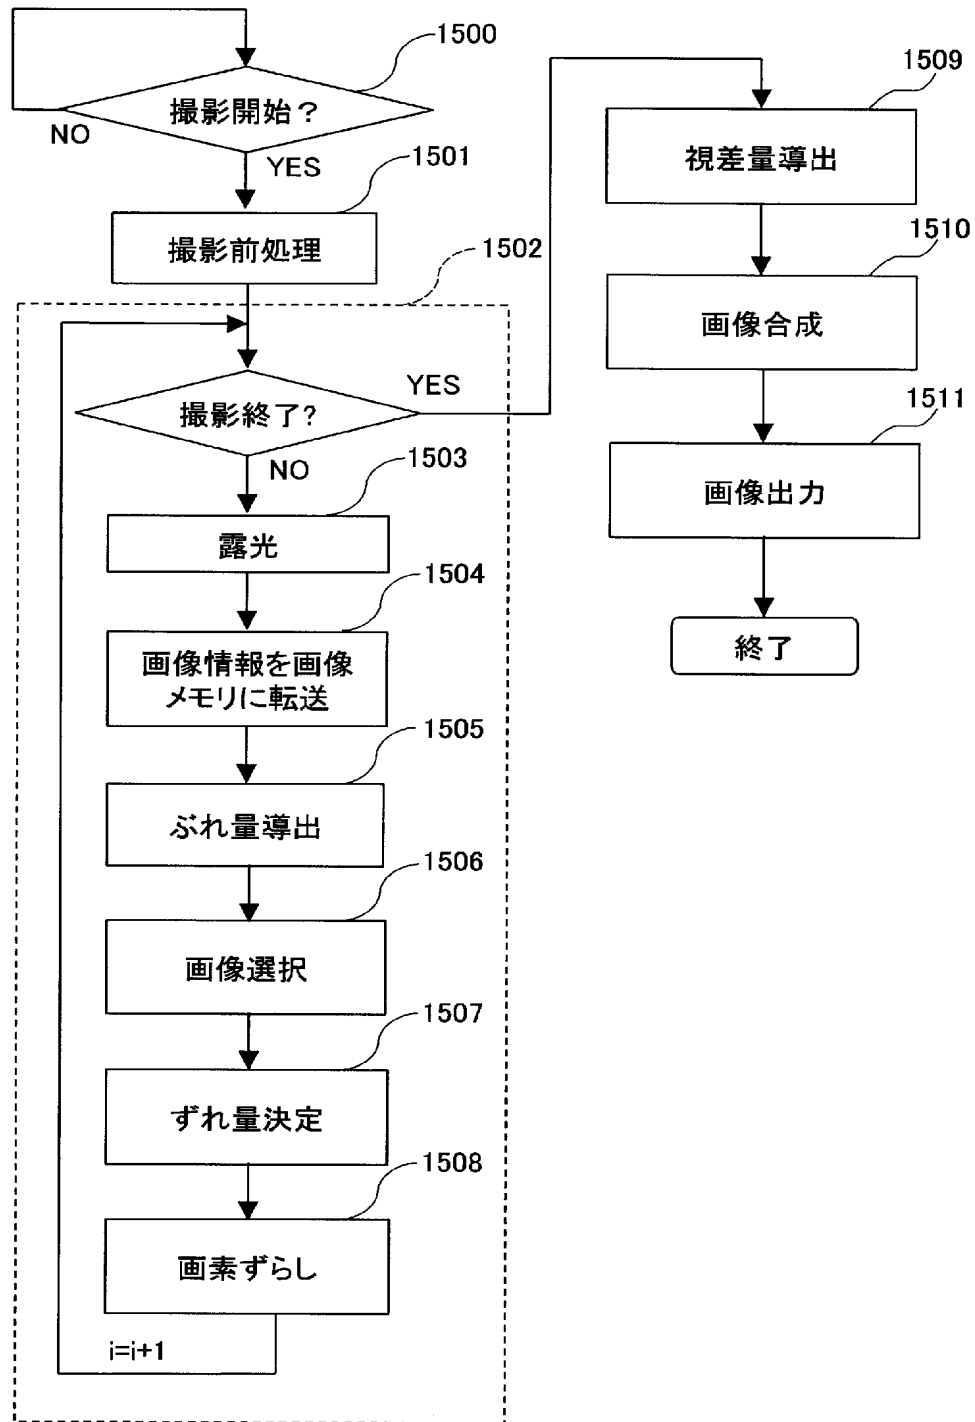 1500
撮影開始?
NO
YES
1501
撮影前処理
1502
撮影終了?
YES
NO
1503
露光
1504
画像情報を画像
メモリに転送
1505
ぶれ量導出
1506
画像選択
1507
ずれ量決定
1508
画素ずらし
i=i+1
1509
視差量導出
1510
画像合成
1511
画像出力
終了